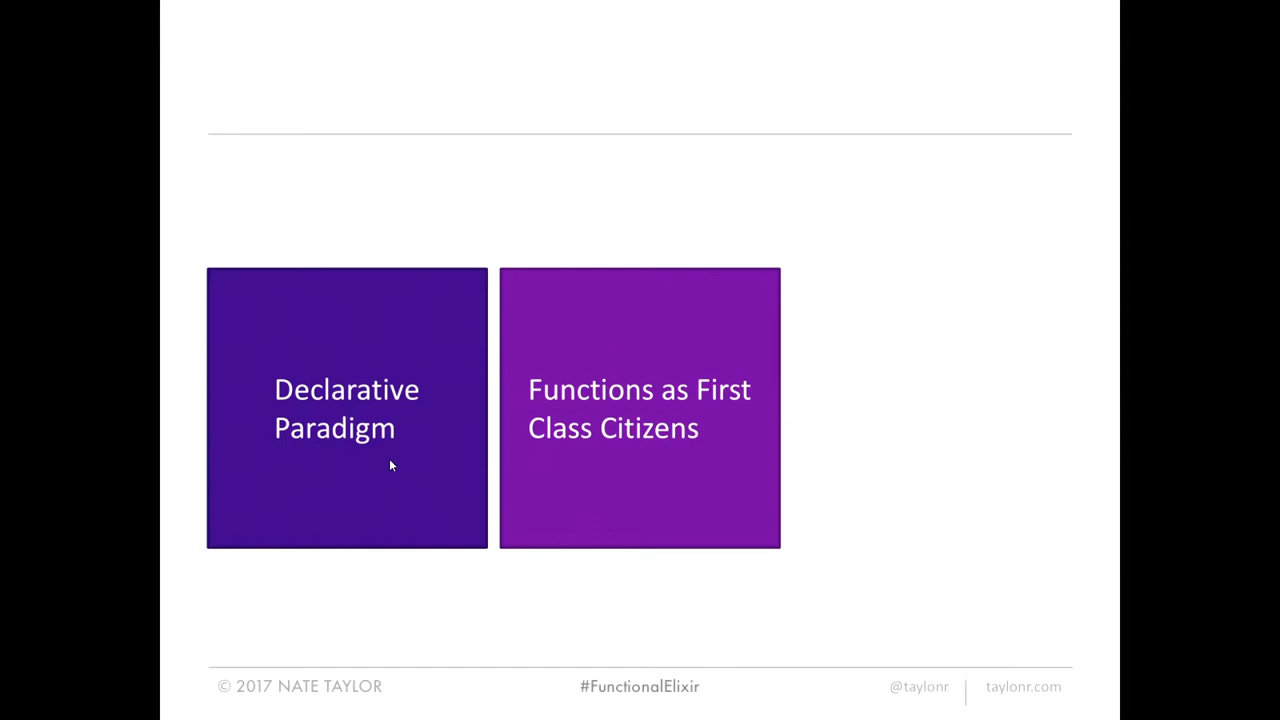 Declarative
Paradigm
Functions as First
Class Citizens
© 2017 NATE TAYLOR
#FunctionalElixir
@taylonr
taylonr.com